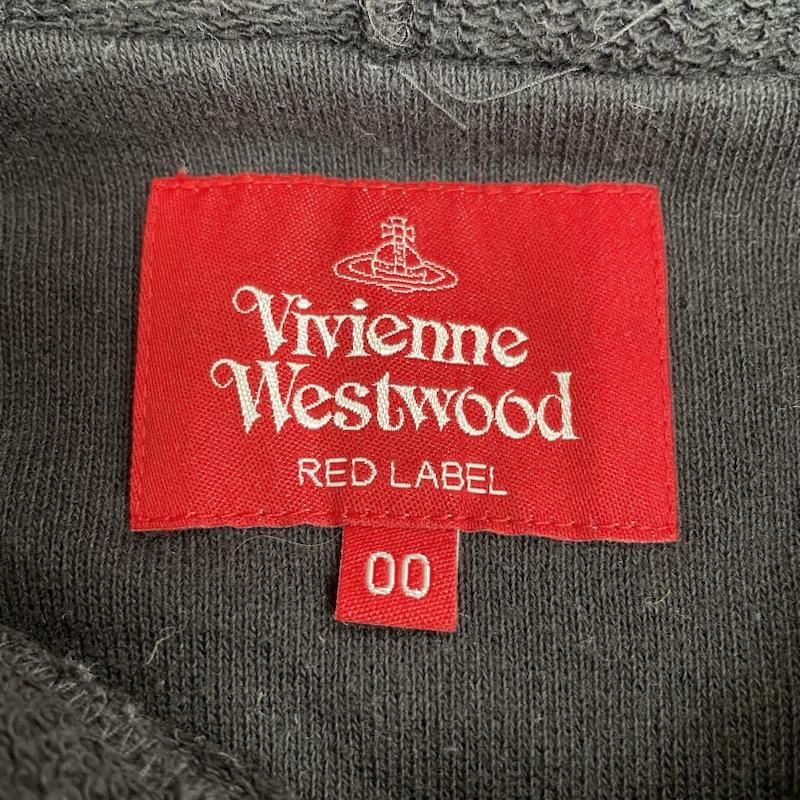 Vivienne
Westwood
RED LABEL
00